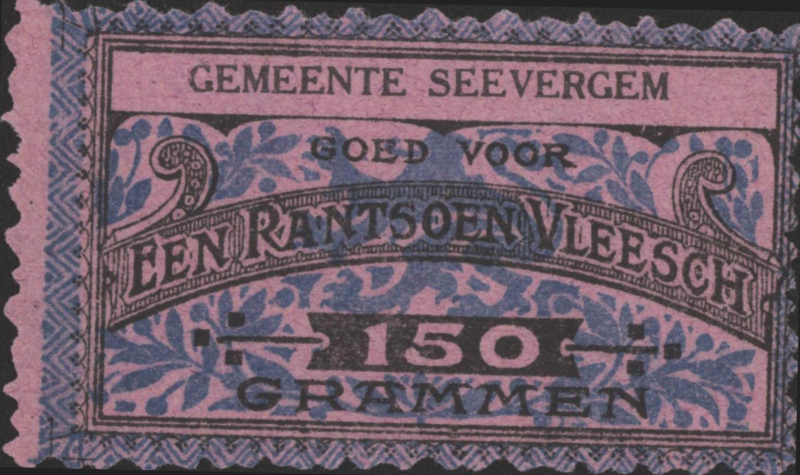 GEMEENTE SEEVERGEM
GOED VOOR
EEN RANTSOEN VLEESCH
150
GRAMMEN